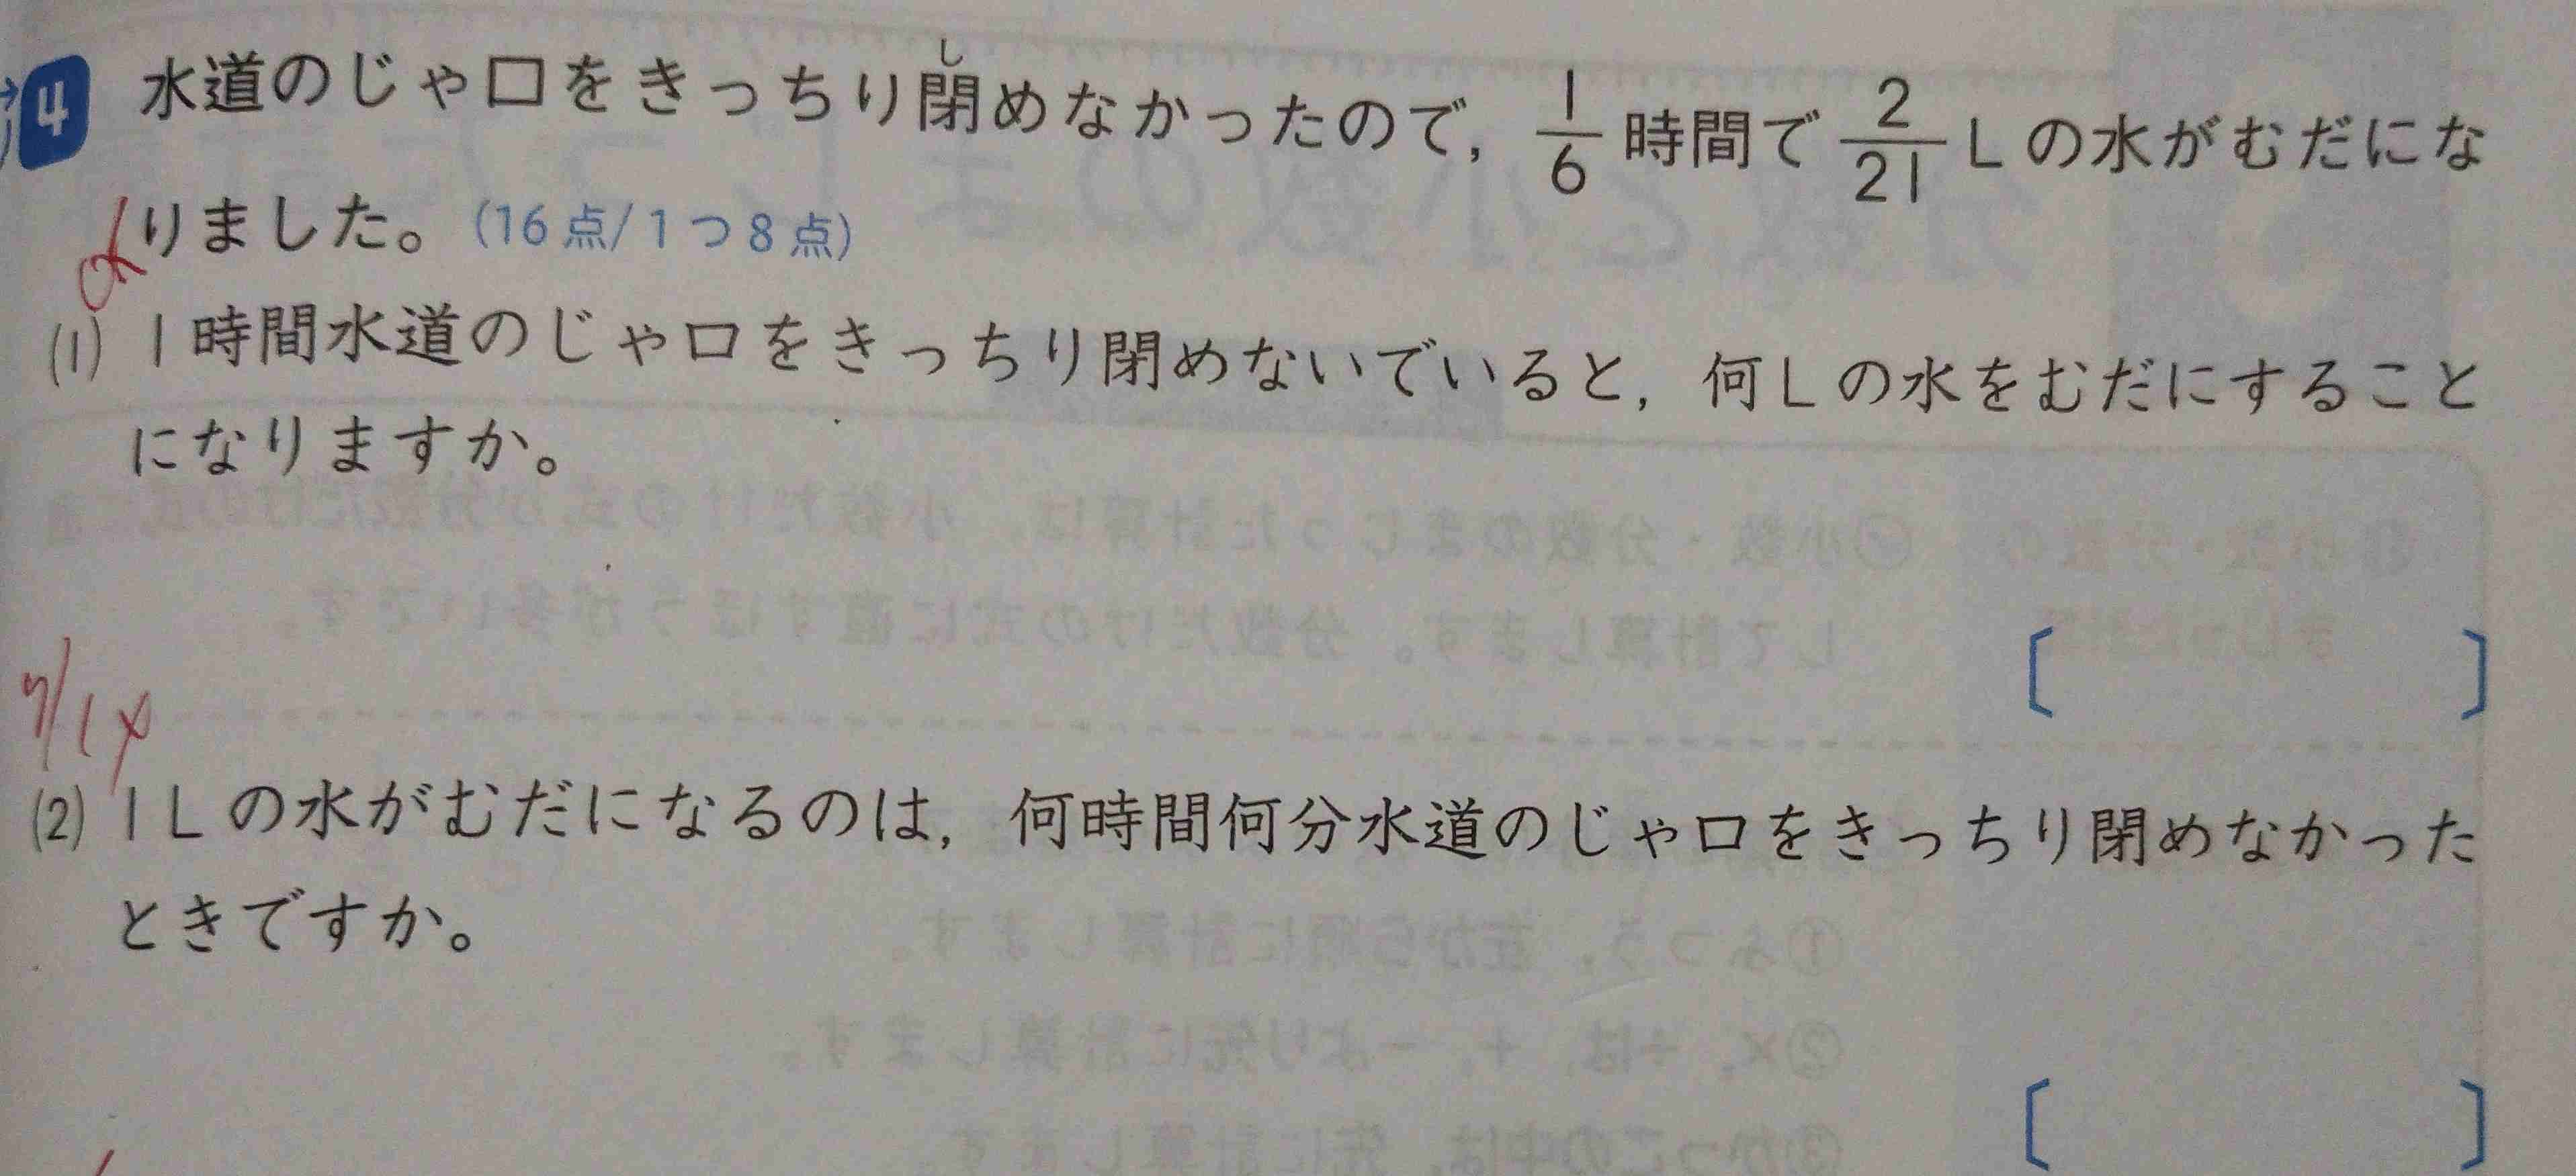 4 水道のじゃ口をきっちり閉めなかったので，1/6時間で2/21Lの水がむだにな
りました。(16点/1つ8点)
(1) 1時間水道のじゃ口をきっちり閉めないでいると，何Lの水をむだにすること
になりますか。
〔 〕
(2) 1Lの水がむだになるのは，何時間何分水道のじゃ口をきっちり閉めなかった
ときですか。
〔 〕